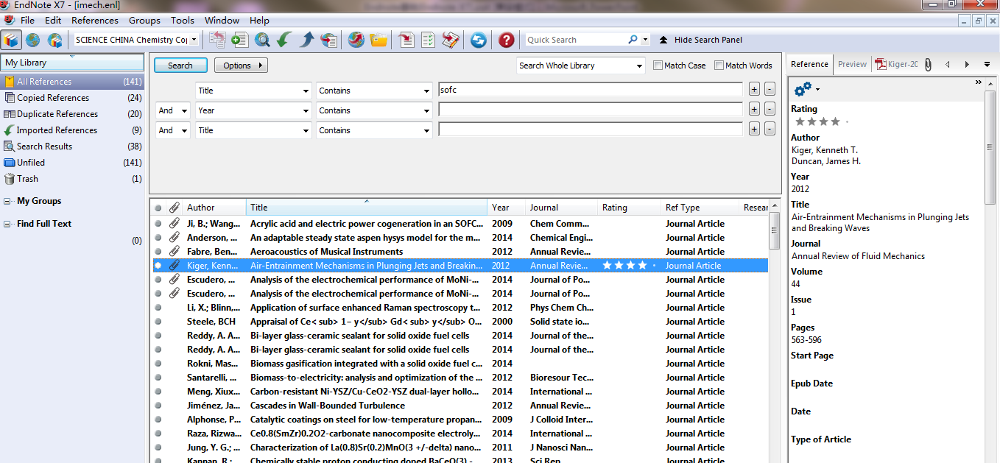 EndNote X7 - [imech.enl]
File Edit References Groups Tools Window Help
SCIENCE CHINA Chemistry Co
Quick Search
Hide Search Panel
My Library
All References (141)
Copied References (24)
Duplicate References (20)
Imported References (9)
Search Results (38)
Unfiled (141)
Trash (1)
My Groups
Find Full Text
(0)
Search Options Search Whole Library Match Case Match Words
Title Contains sofc + -
And Year Contains + -
And Title Contains + -
Author Title Year Journal Rating Ref Type Resear
Ji, B.; Wang... Acrylic acid and electric power cogeneration in an SOFC... 2009 Chem Comm... Journal Article
Anderson, ... An adaptable steady state aspen hysys model for the m... 2014 Chemical Engi... Journal Article
Fabre, Ben... Aeroacoustics of Musical Instruments 2012 Annual Revie... Journal Article
Kiger, Kenn... Air-Entrainment Mechanisms in Plunging Jets and Breakin... 2012 Annual Revie... Journal Article
Escudero, ... Analysis of the electrochemical performance of MoNi-... 2014 Journal of Po... Journal Article
Escudero, ... Analysis of the electrochemical performance of MoNi-... 2014 Journal of Po... Journal Article
Li, X.; Blinn,... Application of surface enhanced Raman spectroscopy t... 2012 Phys Chem Ch... Journal Article
Steele, BCH Appraisal of Ce< sub> 1− y</sub> Gd< sub> y</sub> O... 2000 Solid state io... Journal Article
Reddy, A. A... Bi-layer glass-ceramic sealant for solid oxide fuel cells 2014 Journal of the... Journal Article
Reddy, A. A... Bi-layer glass-ceramic sealant for solid oxide fuel cells 2014 Journal of the... Journal Article
Rokni, Mas... Biomass gasification integrated with a solid oxide fuel c... 2014 Journal Article
Santarelli, ... Biomass-to-electricity: analysis and optimization of the ... 2012 Bioresour Tec... Journal Article
Meng, Xiux... Carbon-resistant Ni-YSZ/Cu-CeO2-YSZ dual-layer hollo... 2014 International ... Journal Article
Jiménez, Ja... Cascades in Wall-Bounded Turbulence 2012 Annual Revie... Journal Article
Alphonse, P... Catalytic coatings on steel for low-temperature propan... 2009 J Colloid Inter... Journal Article
Raza, Rizwa... Ce0.8(SmZr)0.2O2-carbonate nanocomposite electroly... 2014 International ... Journal Article
Jung, Y. G.; ... Characterization of La(0.8)Sr(0.2)MnO(3 +/-delta) nano... 2011 J Nanosci Nan... Journal Article
Kannan, R.; Chemically stable proton conducting doped BaCeO(3) - 2013 Sci Rep Journal Article
Reference Preview Kiger-20
Rating
Author
Kiger, Kenneth T.
Duncan, James H.
Year
2012
Title
Air-Entrainment Mechanisms in Plunging Jets
and Breaking Waves
Journal
Annual Review of Fluid Mechanics
Volume
44
Issue
1
Pages
563-596
Start Page
Epub Date
Date
Type of Article